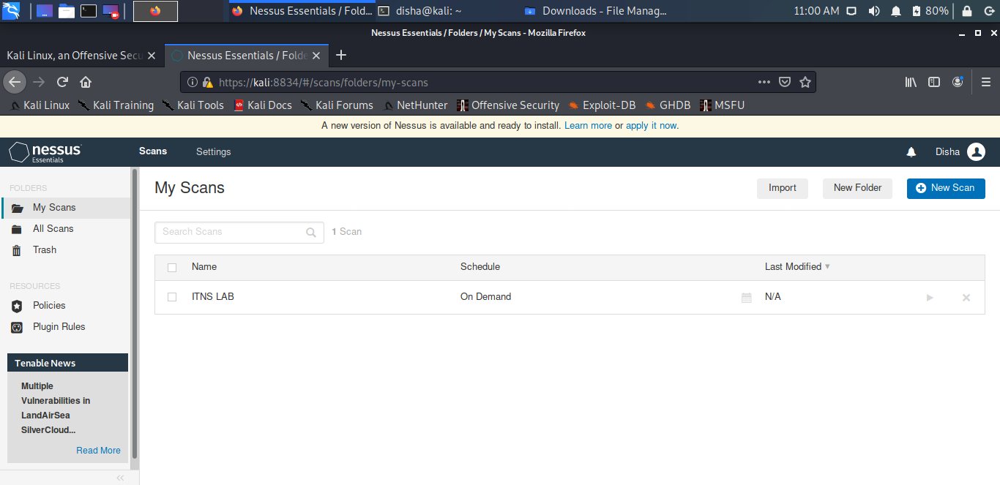 Nessus Essentials / Fold... disha@kali: ~ Downloads - File Manag... 11:00 AM 80%
Nessus Essentials / Folders / My Scans - Mozilla Firefox
Kali Linux, an Offensive Secu Nessus Essentials / Folde
https://kali:8834/#/scans/folders/my-scans
Kali Linux Kali Training Kali Tools Kali Docs Kali Forums NetHunter Offensive Security Exploit-DB GHDB MSFU
A new version of Nessus is available and ready to install. Learn more or apply it now.
nessus Essentials Scans Settings Disha
FOLDERS
My Scans
All Scans
Trash
RESOURCES
Policies
Plugin Rules
Tenable News
Multiple
Vulnerabilities in
LandAirSea
SilverCloud...
Read More
My Scans Import New Folder New Scan
Search Scans 1 Scan
Name Schedule Last Modified
ITNS LAB On Demand N/A